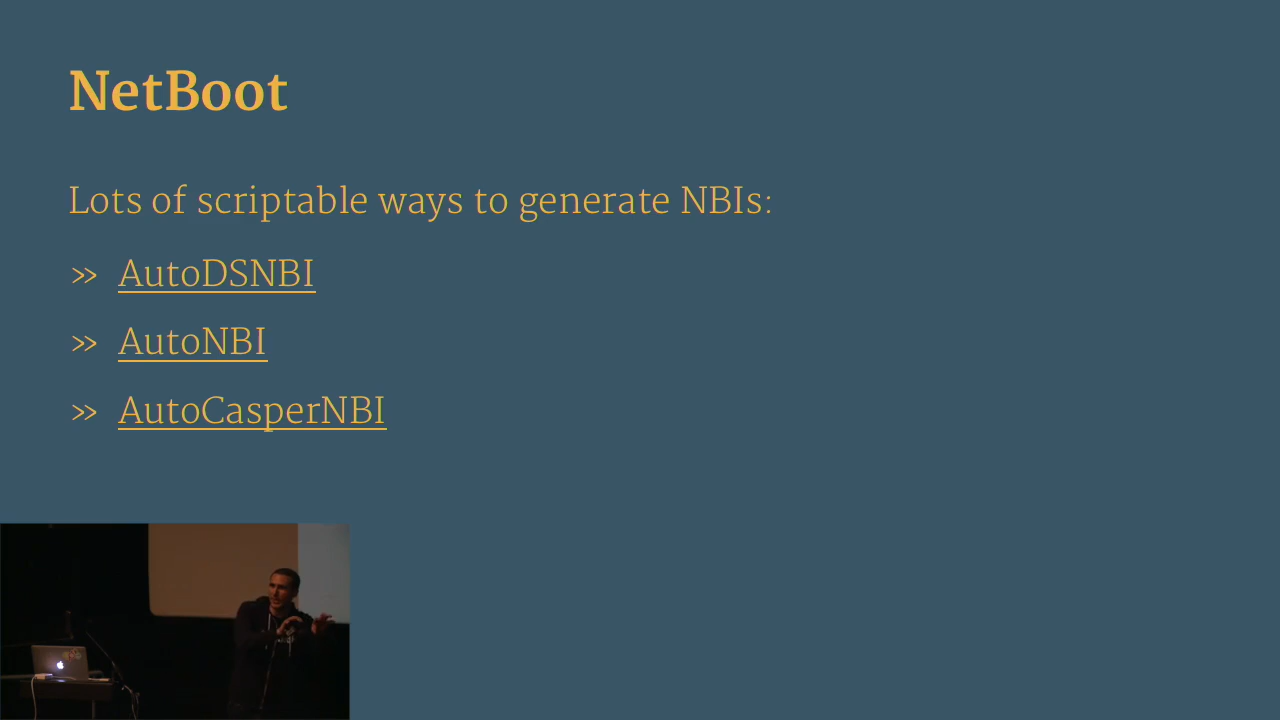 NetBoot
Lots of scriptable ways to generate NBIs:
» AutoDSNBI
» AutoNBI
» AutoCasperNBI